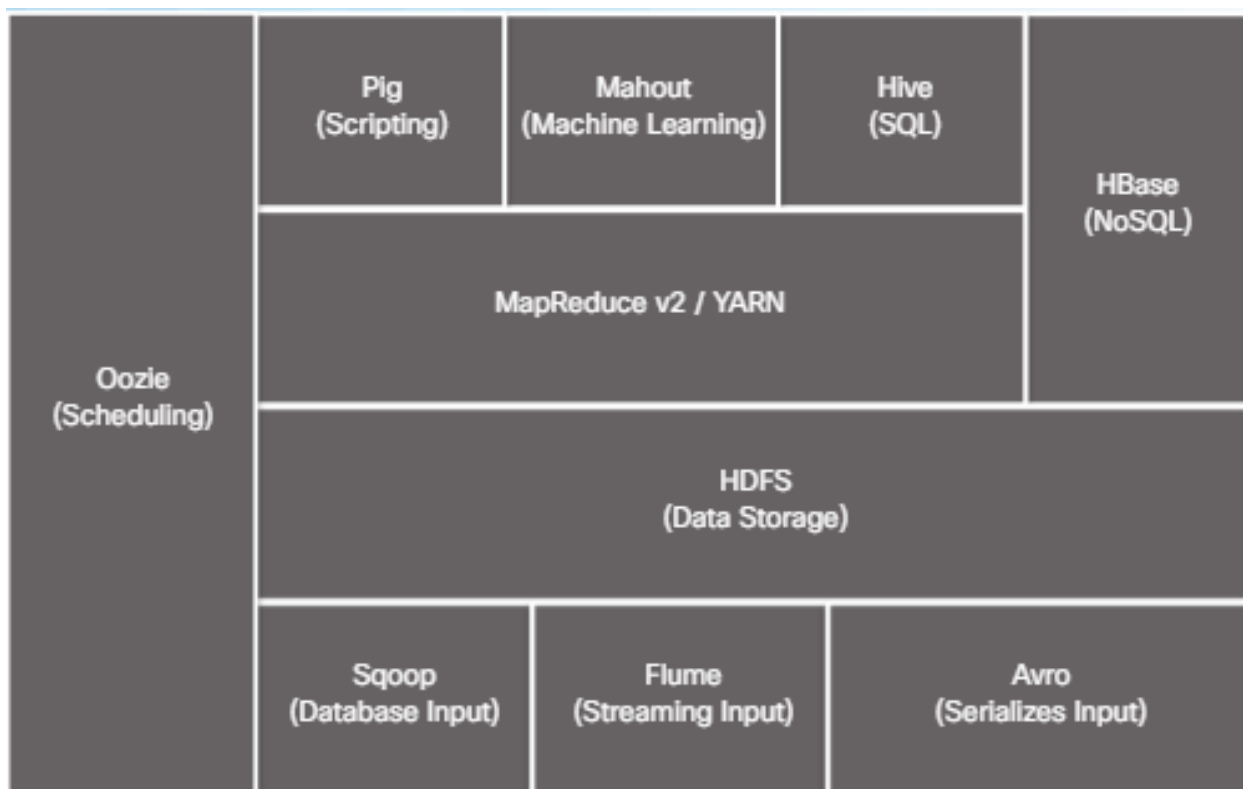 Pig
(Scripting)
Mahout
(Machine Learning)
Hive
(SQL)
HBase
(NoSQL)
MapReduce v2 / YARN
Oozie
(Scheduling)
HDFS
(Data Storage)
Sqoop
(Database Input)
Flume
(Streaming Input)
Avro
(Serializes Input)